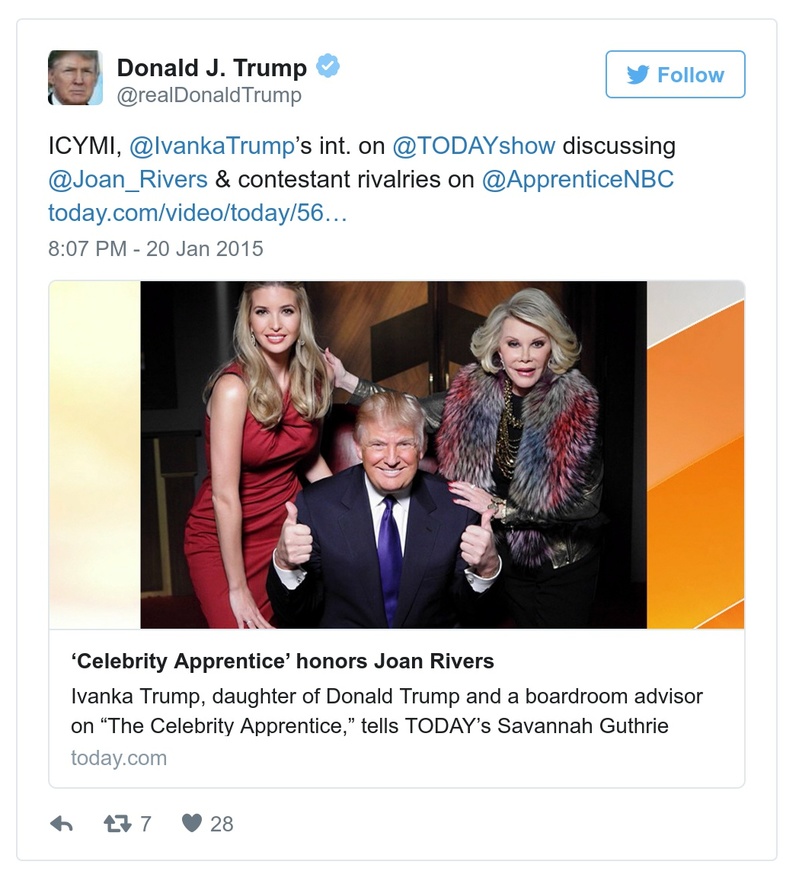 Donald J. Trump
@realDonaldTrump
Follow
ICYMI, @IvankaTrump’s int. on @TODAYshow discussing
@Joan_Rivers & contestant rivalries on @ApprenticeNBC
today.com/video/today/56…
8:07 PM - 20 Jan 2015
‘Celebrity Apprentice’ honors Joan Rivers
Ivanka Trump, daughter of Donald Trump and a boardroom advisor
on “The Celebrity Apprentice,” tells TODAY’s Savannah Guthrie
today.com
7 28